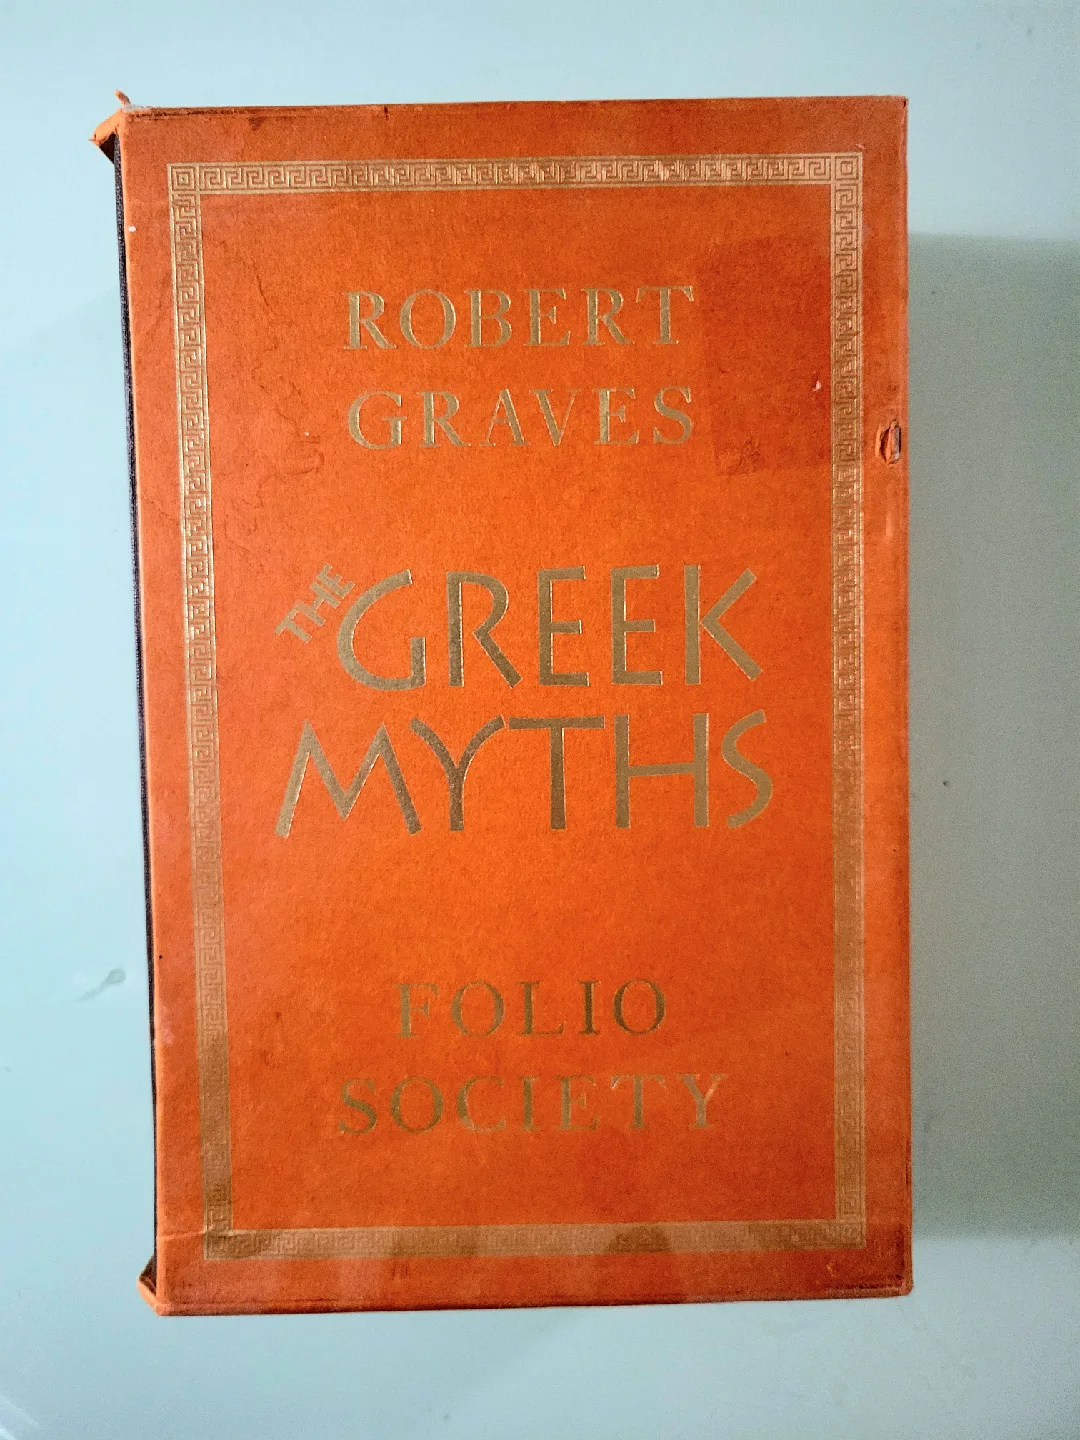 ROBERT
GRAVES
THE GREEK
MYTHS
FOLIO
SOCIETY